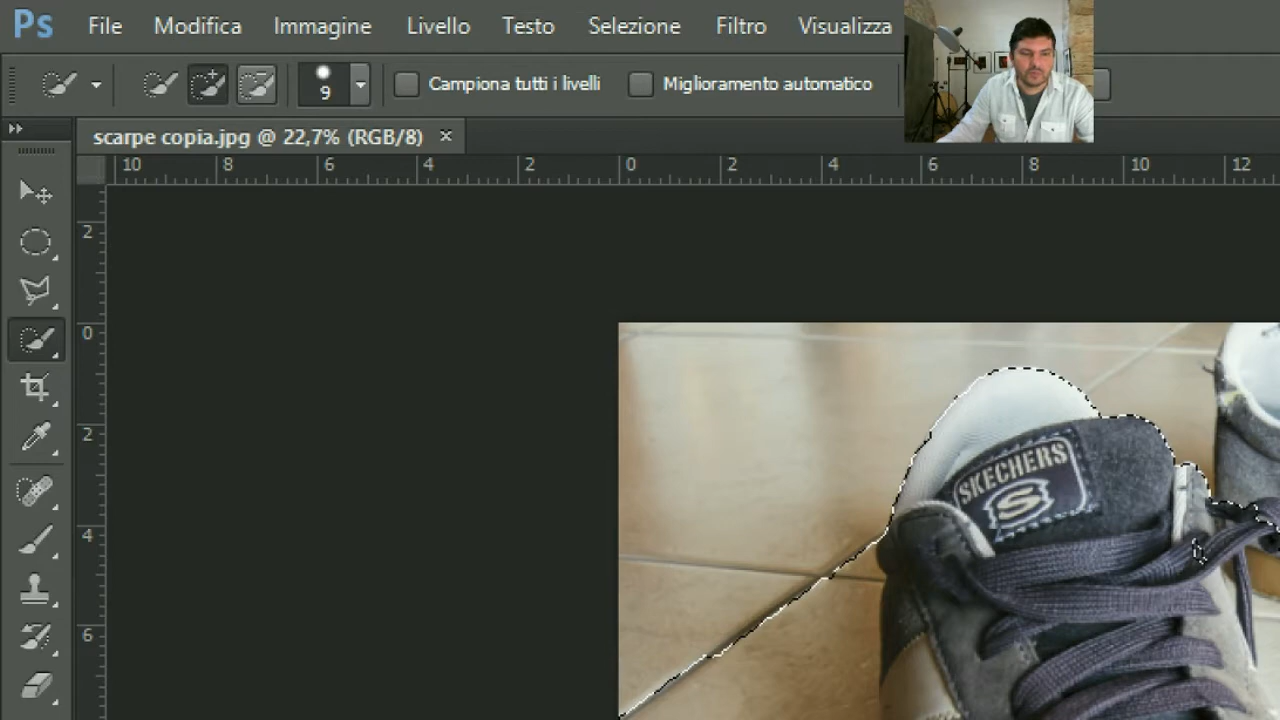 Ps File Modifica Immagine Livello Testo Selezione Filtro Visualizza
9 Campiona tutti i livelli Miglioramento automatico
scarpe copia.jpg @ 22,7% (RGB/8) ×
10 8 6 4 2 0 2 4 6 8 10 12
2
0
2
4
6
SKECHERS
S